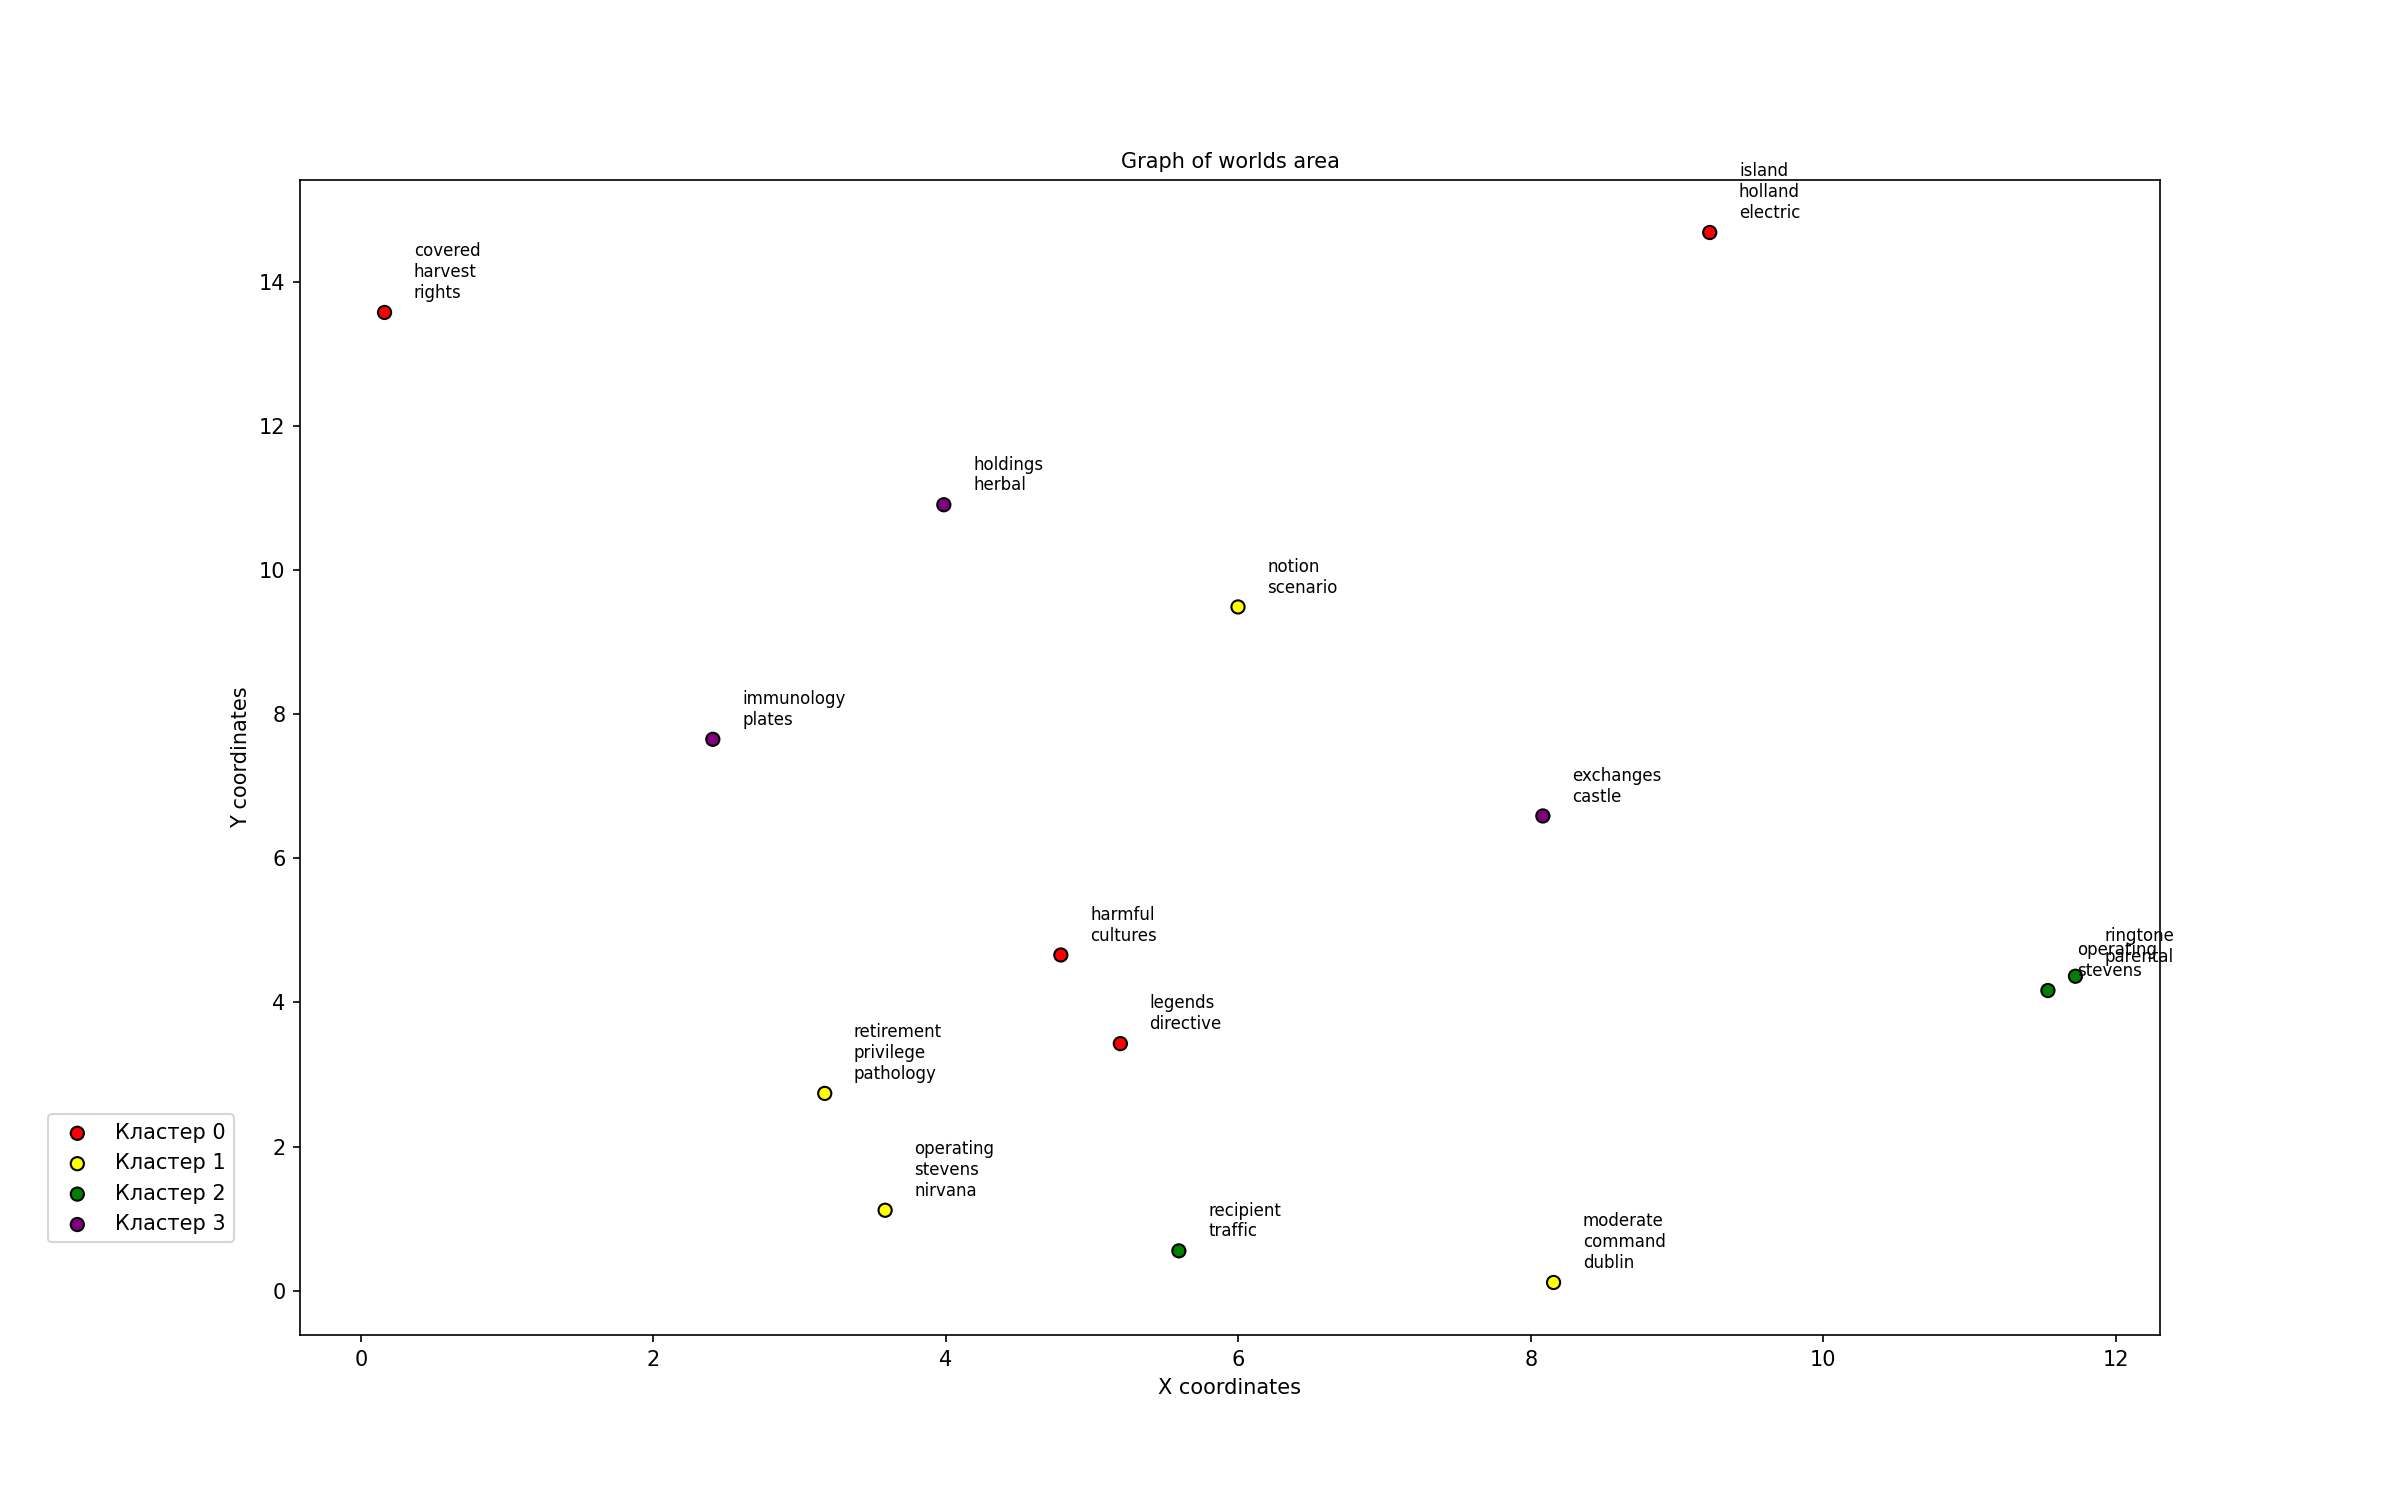 Graph of worlds area
island
holland
electric
covered
harvest
rights
14
12
holdings
herbal
10
notion
scenario
8
immunology
plates
exchanges
castle
Y coordinates
6
harmful
cultures
ringtone
parental
operating
stevens
4
legends
directive
retirement
privilege
pathology
2
operating
stevens
nirvana
recipient
traffic
moderate
command
dublin
0
Кластер 0
Кластер 1
Кластер 2
Кластер 3
0 2 4 6 8 10 12
X coordinates